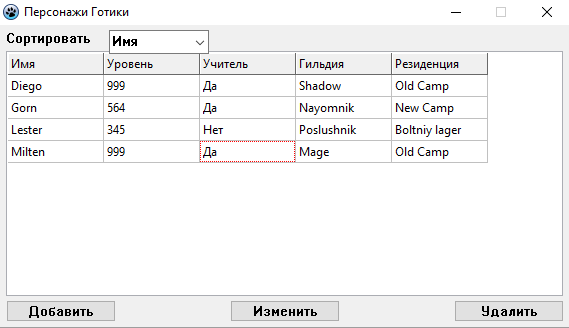 Персонажи Готики
Сортировать Имя
Имя Уровень Учитель Гильдия Резиденция
Diego 999 Да Shadow Old Camp
Gorn 564 Да Nayomnik New Camp
Lester 345 Нет Poslushnik Boltniy lager
Milten 999 Да Mage Old Camp
Добавить Изменить Удалить